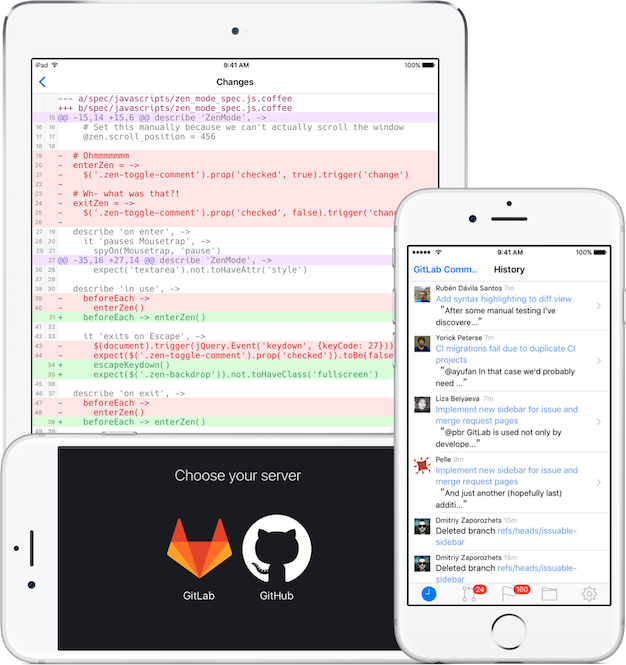 iPad 9:41 AM 100%
Changes
--- a/spec/javascripts/zen_mode_spec.js.coffee
+++ b/spec/javascripts/zen_mode_spec.js.coffee
15 @@ -15,14 +15,6 @@ describe 'ZenMode', ->
16 16 # Set this manually because we can't actually scroll the window
17 17 @zen.scroll_position = 456
18 18
19 - # Ohmmmmmmm
20 - enterZen = ->
21 - $('.zen-toggle-comment').prop('checked', true).trigger('change')
22 -
23 - # Wh- what was that?!
24 - exitZen = ->
25 - $('.zen-toggle-comment').prop('checked', false).trigger('chan
26 -
27 19 describe 'on enter', ->
28 20 it 'pauses Mousetrap', ->
29 21 spyOn(Mousetrap, 'pause')
27 @@ -35,16 +27,14 @@ describe 'ZenMode', ->
36 28 expect('textarea').not.toHaveAttr('style')
37 29
38 30 describe 'in use', ->
39 - beforeEach ->
40 - enterZen()
31 + beforeEach -> enterZen()
41 32
42 33 it 'exits on Escape', ->
43 - $(document).trigger(jQuery.Event('keydown', {keyCode: 27}))
44 - expect($('.zen-toggle-comment').prop('checked')).toBe(false
34 + escapeKeydown()
35 + expect($('.zen-backdrop')).not.toHaveClass('fullscreen')
45 36
46 37 describe 'on exit', ->
47 - beforeEach ->
48 - enterZen()
38 + beforeEach -> enterZen()
49 39
Choose your server
GitLab GitHub
9:41 AM 100%
GitLab Comm.. History
Rubén Dávila Santos 7m
Add syntax highlighting to diff view
"After some manual testing I've
discovere..."
Yorick Peterse 7m
CI migrations fail due to duplicate CI
projects
"@ayufan In that case we'd probably
need ..."
Liza Belyaeva 7m
Implement new sidebar for issue and
merge request pages
"@pbr GitLab is used not only by
develope..."
Pelle 9m
Implement new sidebar for issue and
merge request pages
"And just another (hopefully last)
additi..."
Dmitriy Zaporozhets 15m
Deleted branch refs/heads/issuable-
sidebar
Dmitriy Zaporozhets 15m
Deleted branch refs/heads/issuable-
sidebar
24 160